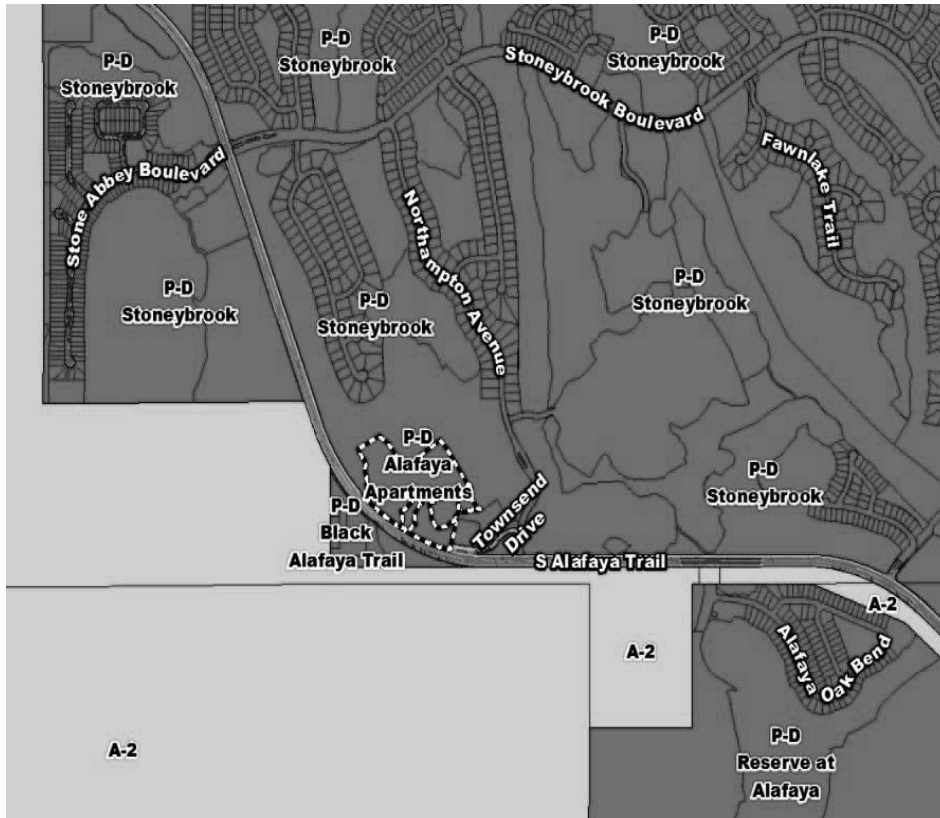 P-D
Stoneybrook
P-D
Stoneybrook
P-D
Stoneybrook
Stoneybrook Boulevard
Stone Abbey Boulevard
Fawnlake Trail
Northampton Avenue
P-D
Stoneybrook
P-D
Stoneybrook
P-D
Stoneybrook
P-D
Alafaya
Apartments
P-D
Stoneybrook
Townsend
Drive
P-D
Black
Alafaya Trail
S Alafaya Trail
A-2
A-2
Alafaya
Oak Bend
A-2
P-D
Reserve at
Alafaya